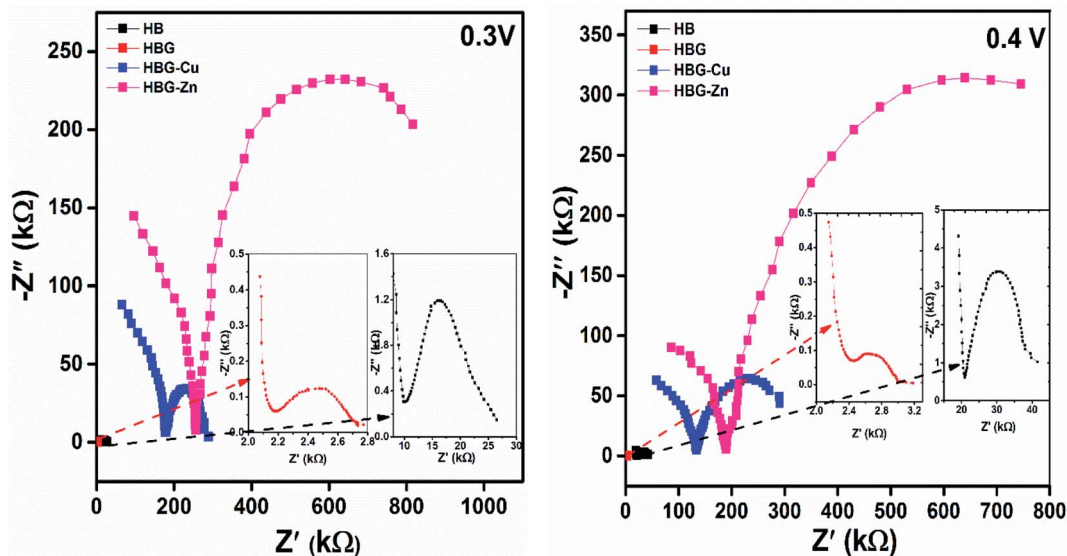 0.3V
HB
HBG
HBG-Cu
HBG-Zn
250
200
150
100
50
0
-Z″ (kΩ)
0 200 400 600 800 1000
Z′ (kΩ)
0.5
0.4
0.3
0.2
0.1
0.0
-Z″ (kΩ)
2.0 2.2 2.4 2.6 2.8
Z′ (kΩ)
1.6
1.2
0.8
0.4
0.0
-Z″ (kΩ)
10 15 20 25 30
Z′ (kΩ)
0.4 V
HB
HBG
HBG-Cu
HBG-Zn
350
300
250
200
150
100
50
0
-Z″ (kΩ)
0 100 200 300 400 500 600 700 800
Z′ (kΩ)
0.5
0.4
0.3
0.2
0.1
0.0
-Z″ (kΩ)
2.0 2.4 2.8 3.2
Z′ (kΩ)
5
4
3
2
1
0
-Z″ (kΩ)
20 30 40
Z′ (kΩ)